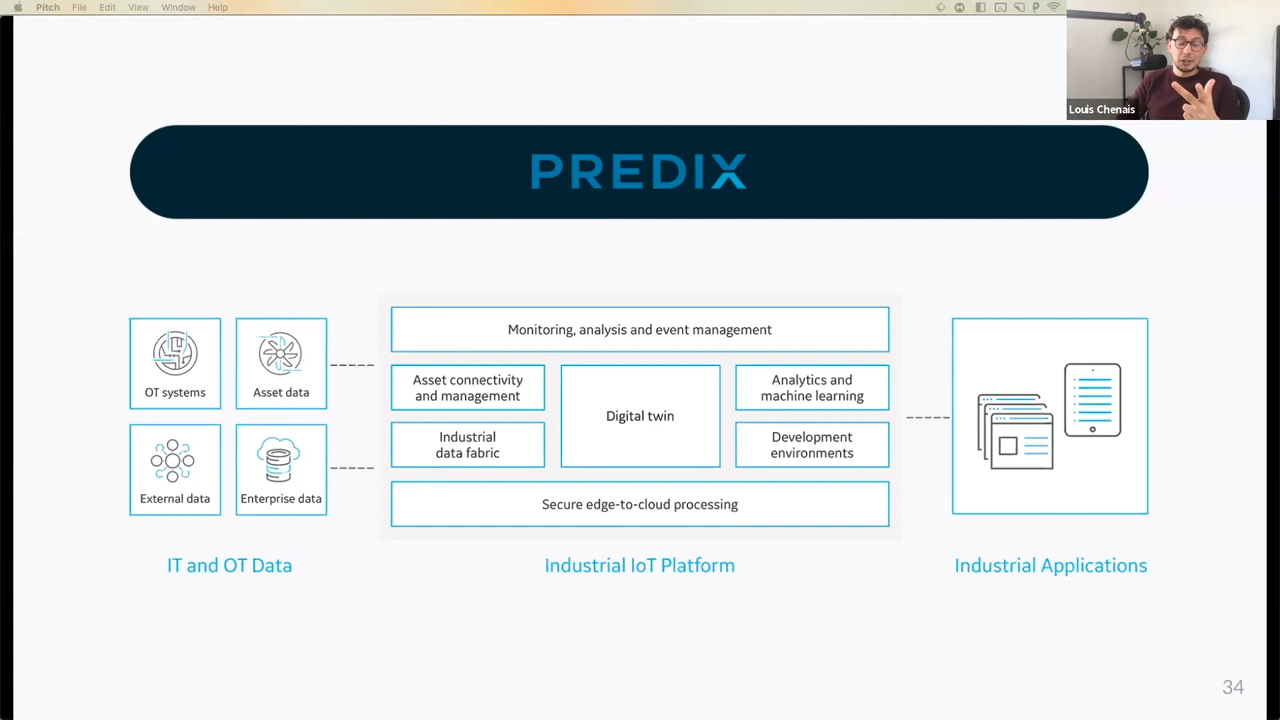 Pitch File Edit View Window Help
Louis Chenais
PREDIX
OT systems
Asset data
External data
Enterprise data
IT and OT Data
Monitoring, analysis and event management
Asset connectivity
and management
Industrial
data fabric
Digital twin
Analytics and
machine learning
Development
environments
Secure edge-to-cloud processing
Industrial IoT Platform
Industrial Applications
34